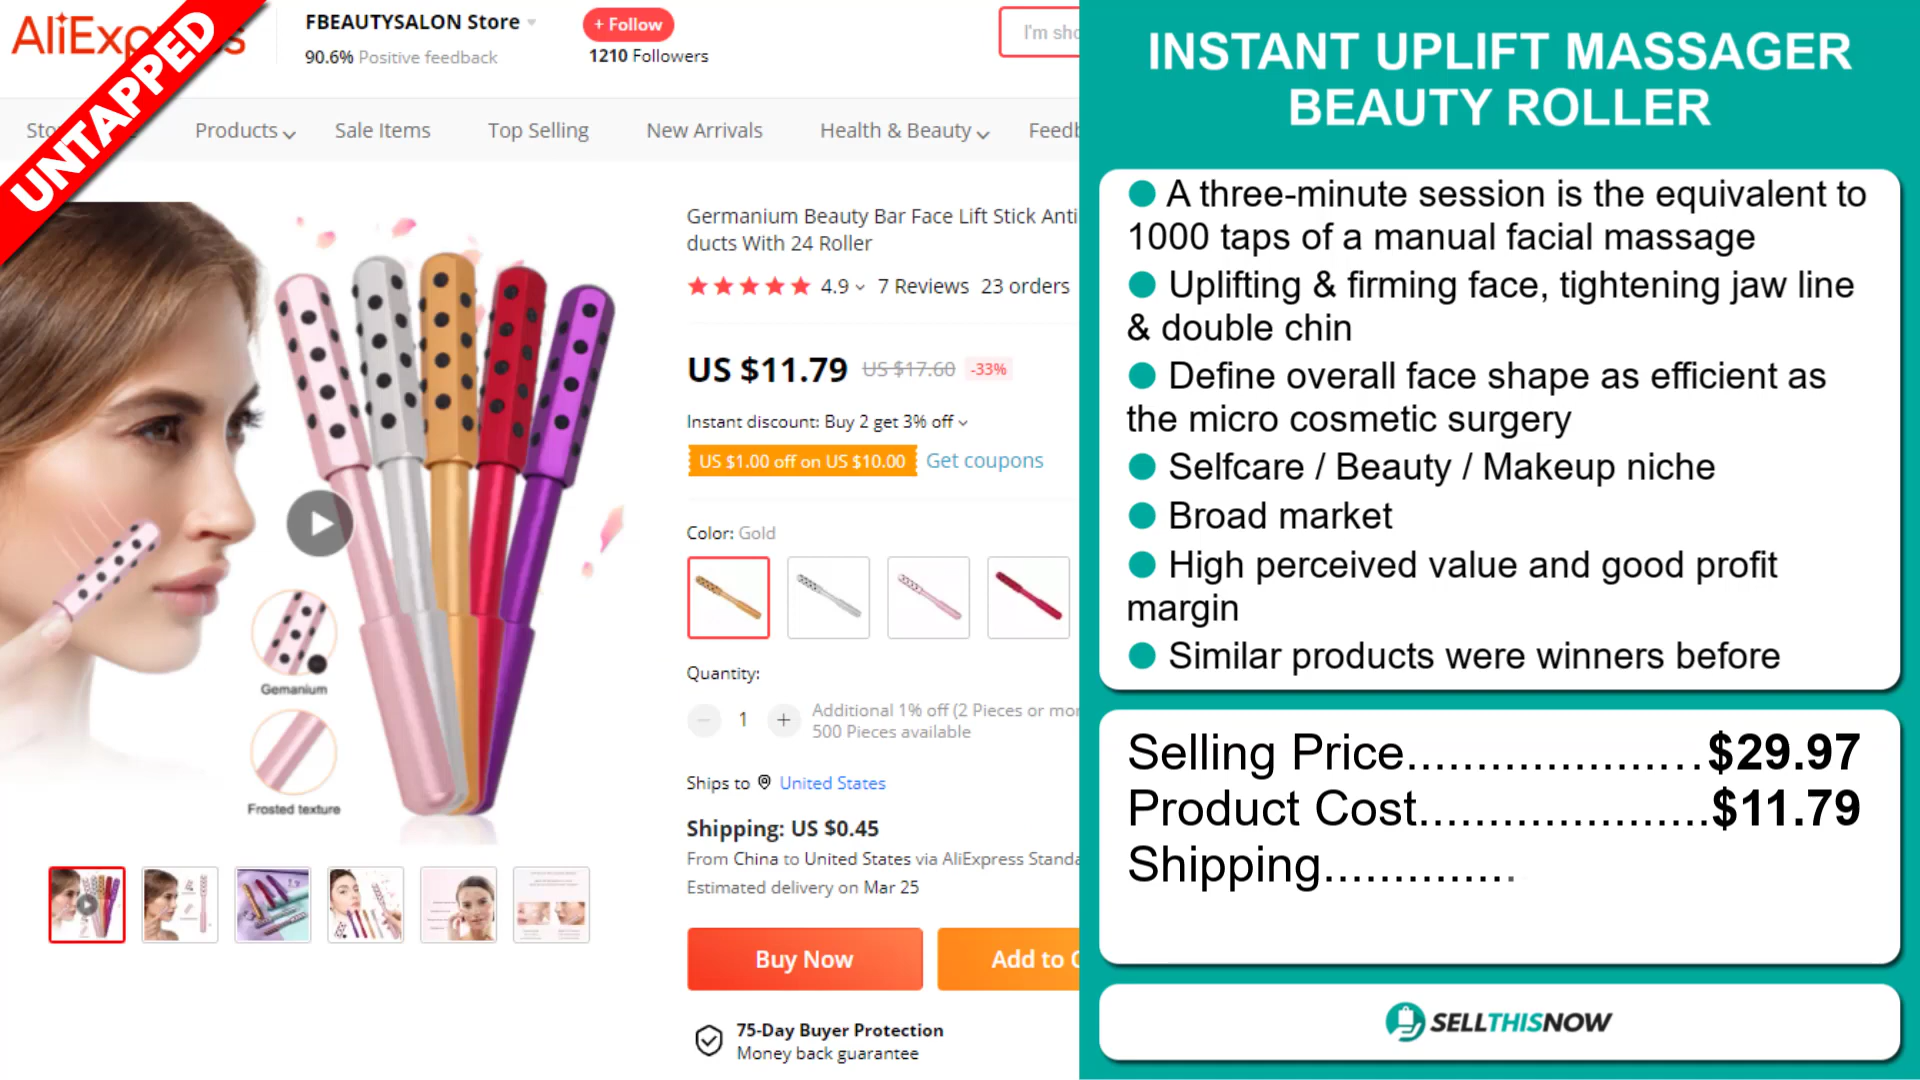 AliExp s
UNTAPPED
FBEAUTYSALON Store
90.6% Positive feedback
+ Follow
1210 Followers
I'm sho
Sto
Products
Sale Items
Top Selling
New Arrivals
Health & Beauty
Feedb
Germanium Beauty Bar Face Lift Stick Anti
ducts With 24 Roller
4.9
7 Reviews
23 orders
US $11.79
US $17.60
-33%
Instant discount: Buy 2 get 3% off
US $1.00 off on US $10.00
Get coupons
Color: Gold
Quantity:
1
Additional 1% off (2 Pieces or mor
500 Pieces available
Ships to United States
Shipping: US $0.45
From China to United States via AliExpress Standa
Estimated delivery on Mar 25
Buy Now
Add to C
75-Day Buyer Protection
Money back guarantee
Gemanium
Frosted texture
INSTANT UPLIFT MASSAGER
BEAUTY ROLLER
● A three-minute session is the equivalent to
1000 taps of a manual facial massage
● Uplifting & firming face, tightening jaw line
& double chin
● Define overall face shape as efficient as
the micro cosmetic surgery
● Selfcare / Beauty / Makeup niche
● Broad market
● High perceived value and good profit
margin
● Similar products were winners before
Selling Price.....................$29.97
Product Cost.....................$11.79
Shipping..............
SELLTHISNOW